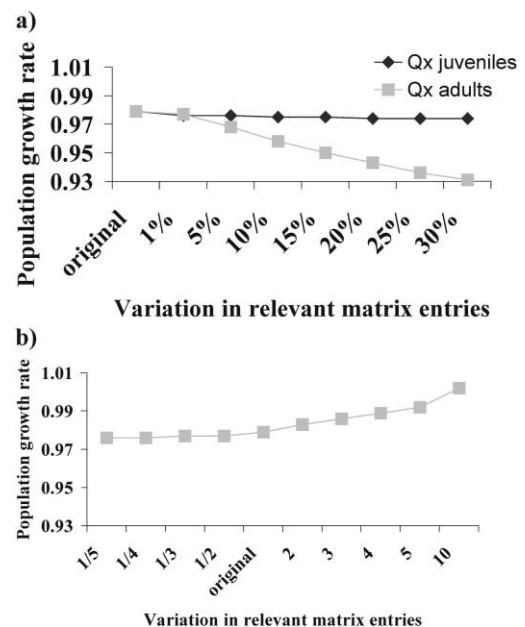 a)
Population growth rate
1.01
0.99
0.97
0.95
0.93
Qx juveniles
Qx adults
original
1%
5%
10%
15%
20%
25%
30%
Variation in relevant matrix entries
b)
Population growth rate
1.01
0.99
0.97
0.95
0.93
1/5
1/4
1/3
1/2
original
2
3
4
5
10
Variation in relevant matrix entries